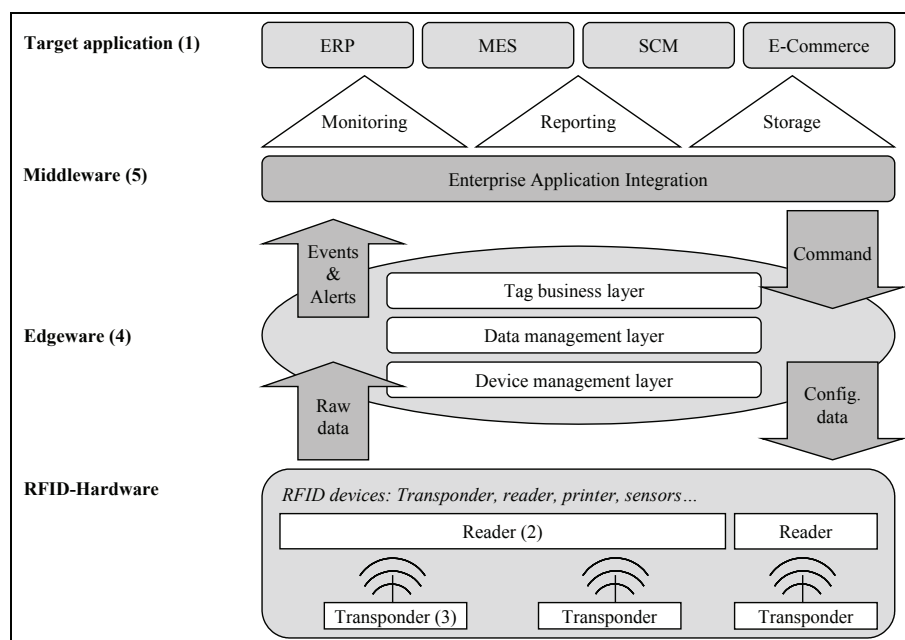 Target application (1)
ERP
MES
SCM
E-Commerce
Monitoring
Reporting
Storage
Middleware (5)
Enterprise Application Integration
Events
&
Alerts
Command
Tag business layer
Edgeware (4)
Data management layer
Device management layer
Raw
data
Config.
data
RFID-Hardware
RFID devices: Transponder, reader, printer, sensors…
Reader (2)
Reader
Transponder (3)
Transponder
Transponder